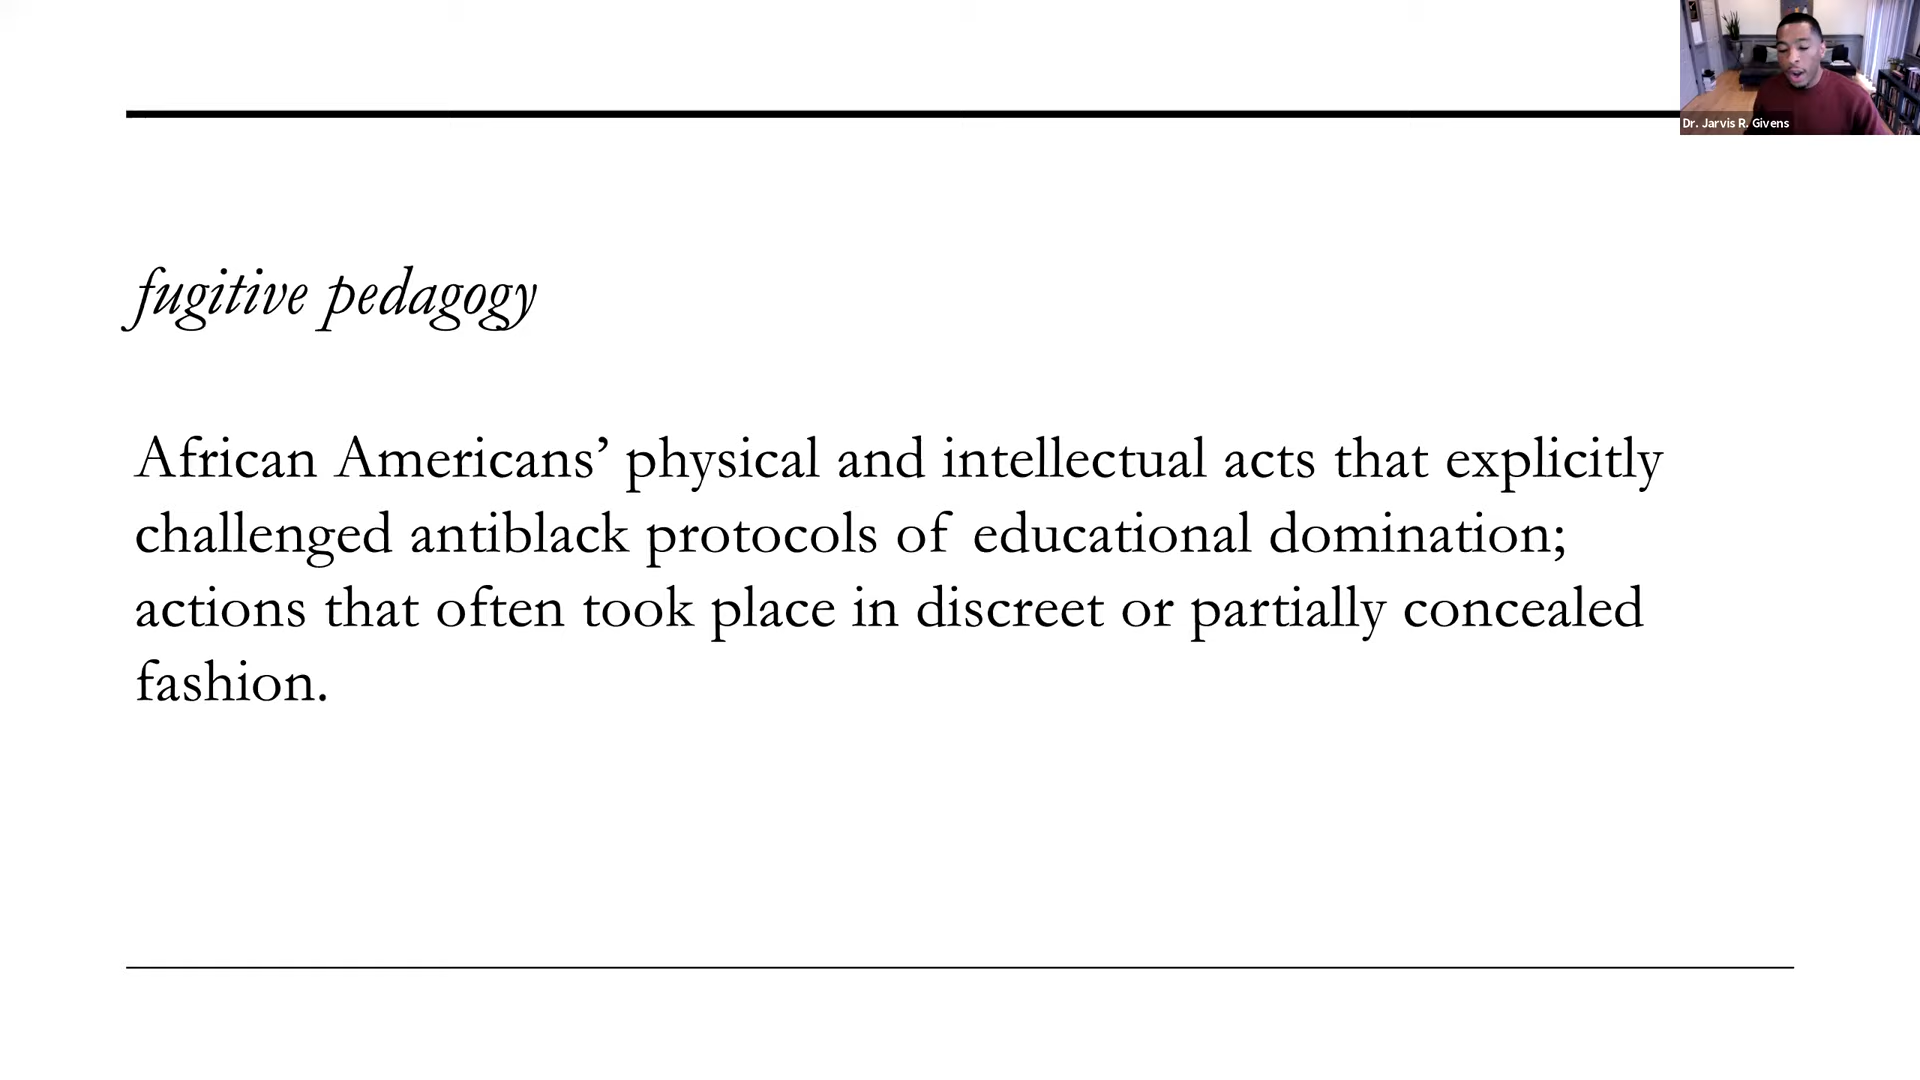 Dr. Jarvis R. Givens
fugitive pedagogy
African Americans’ physical and intellectual acts that explicitly
challenged antiblack protocols of educational domination;
actions that often took place in discreet or partially concealed
fashion.